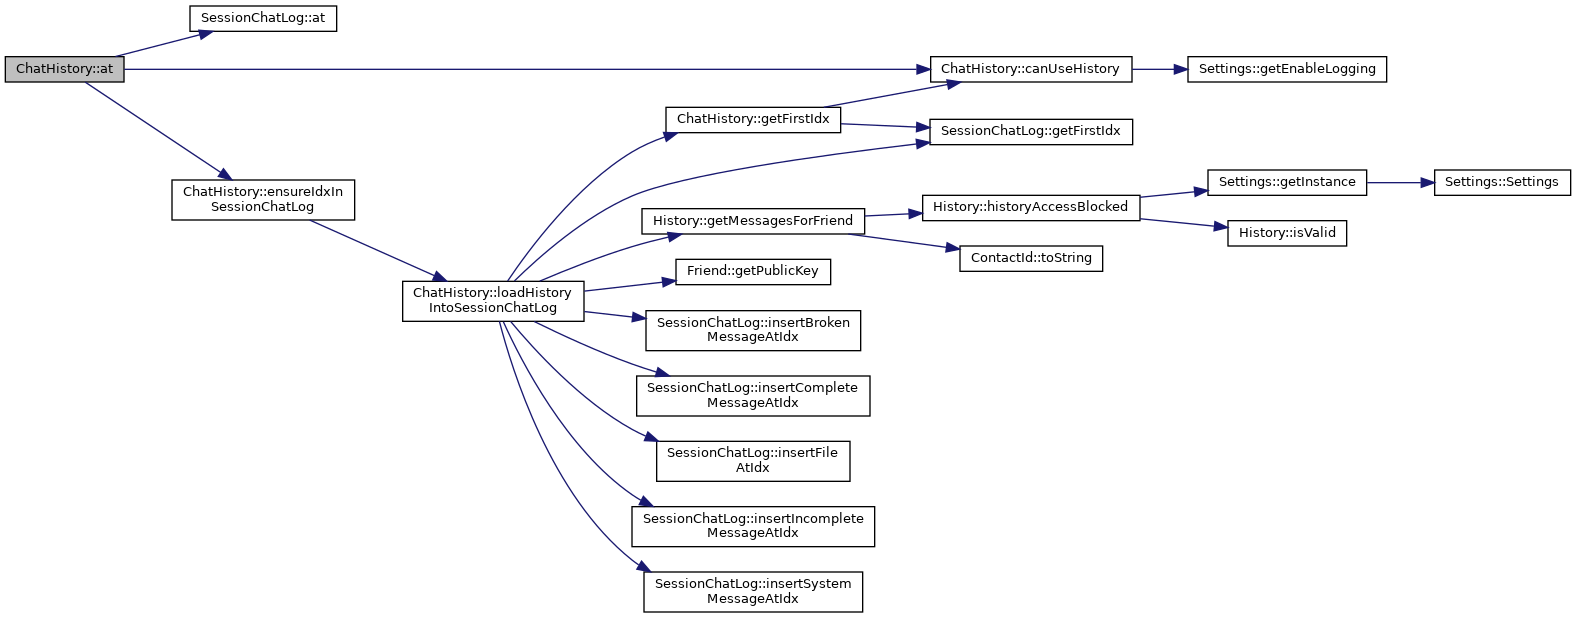 SessionChatLog::at
ChatHistory::at
ChatHistory::canUseHistory
Settings::getEnableLogging
ChatHistory::getFirstIdx
SessionChatLog::getFirstIdx
ChatHistory::ensureIdxIn
SessionChatLog
History::getMessagesForFriend
History::historyAccessBlocked
Settings::getInstance
Settings::Settings
History::isValid
ContactId::toString
ChatHistory::loadHistory
IntoSessionChatLog
Friend::getPublicKey
SessionChatLog::insertBroken
MessageAtIdx
SessionChatLog::insertComplete
MessageAtIdx
SessionChatLog::insertFile
AtIdx
SessionChatLog::insertIncomplete
MessageAtIdx
SessionChatLog::insertSystem
MessageAtIdx